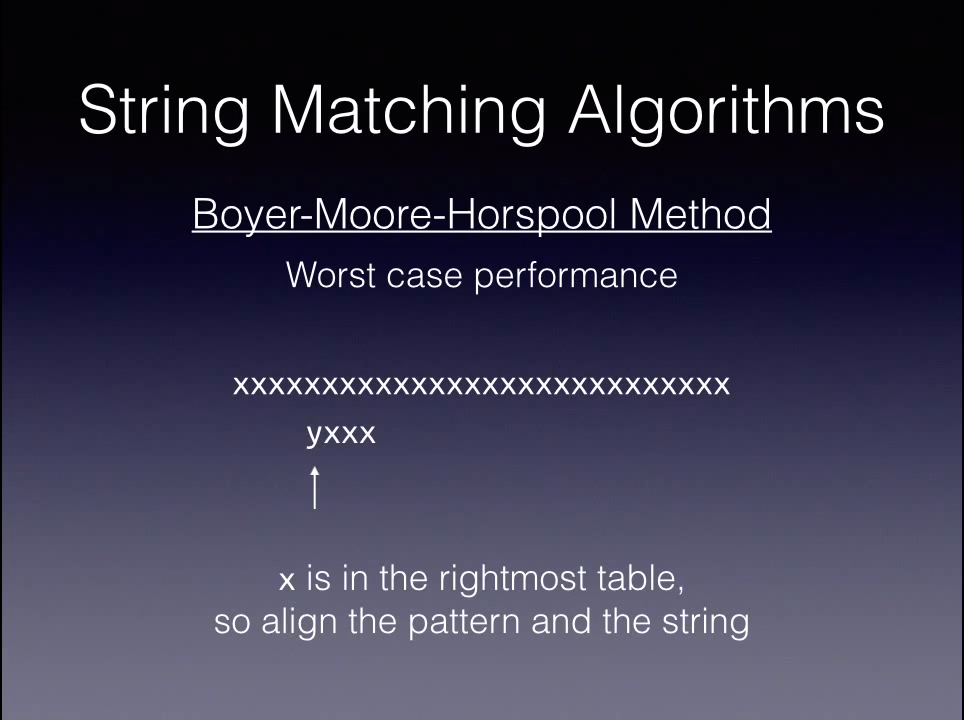 String Matching Algorithms
Boyer-Moore-Horspool Method
Worst case performance
xxxxxxxxxxxxxxxxxxxxxxxxxxxx
yxxx
x is in the rightmost table,
so align the pattern and the string